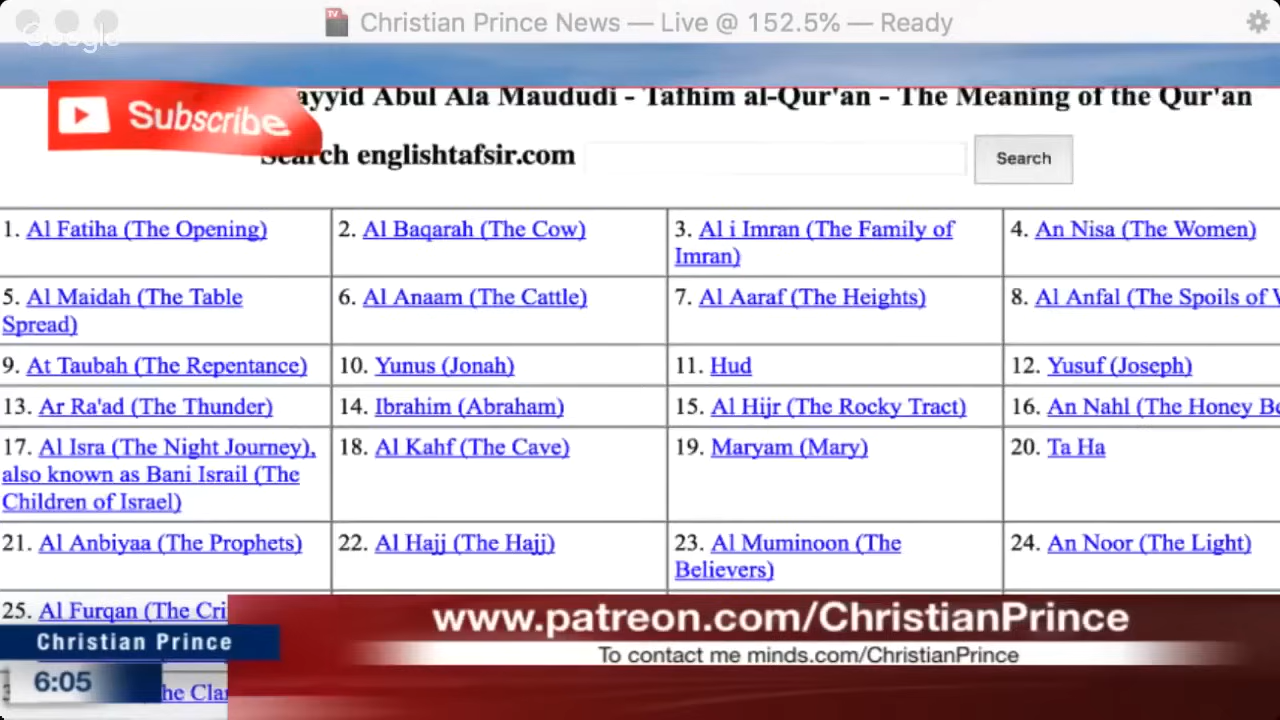 Christian Prince News — Live @ 152.5% — Ready
Google
Subscribe
ayyid Abul Ala Maududi - Tafhim al-Qur'an - The Meaning of the Qur'an
Search englishtafsir.com
Search
1. Al Fatiha (The Opening)
2. Al Baqarah (The Cow)
3. Al i Imran (The Family of
Imran)
4. An Nisa (The Women)
5. Al Maidah (The Table
Spread)
6. Al Anaam (The Cattle)
7. Al Aaraf (The Heights)
8. Al Anfal (The Spoils of
9. At Taubah (The Repentance)
10. Yunus (Jonah)
11. Hud
12. Yusuf (Joseph)
13. Ar Ra'ad (The Thunder)
14. Ibrahim (Abraham)
15. Al Hijr (The Rocky Tract)
16. An Nahl (The Honey
17. Al Isra (The Night Journey),
also known as Bani Israil (The
Children of Israel)
18. Al Kahf (The Cave)
19. Maryam (Mary)
20. Ta Ha
21. Al Anbiyaa (The Prophets)
22. Al Hajj (The Hajj)
23. Al Muminoon (The
Believers)
24. An Noor (The Light)
25. Al Furqan (The Cri
www.patreon.com/ChristianPrince
Christian Prince
To contact me minds.com/ChristianPrince
6:05
he Cla